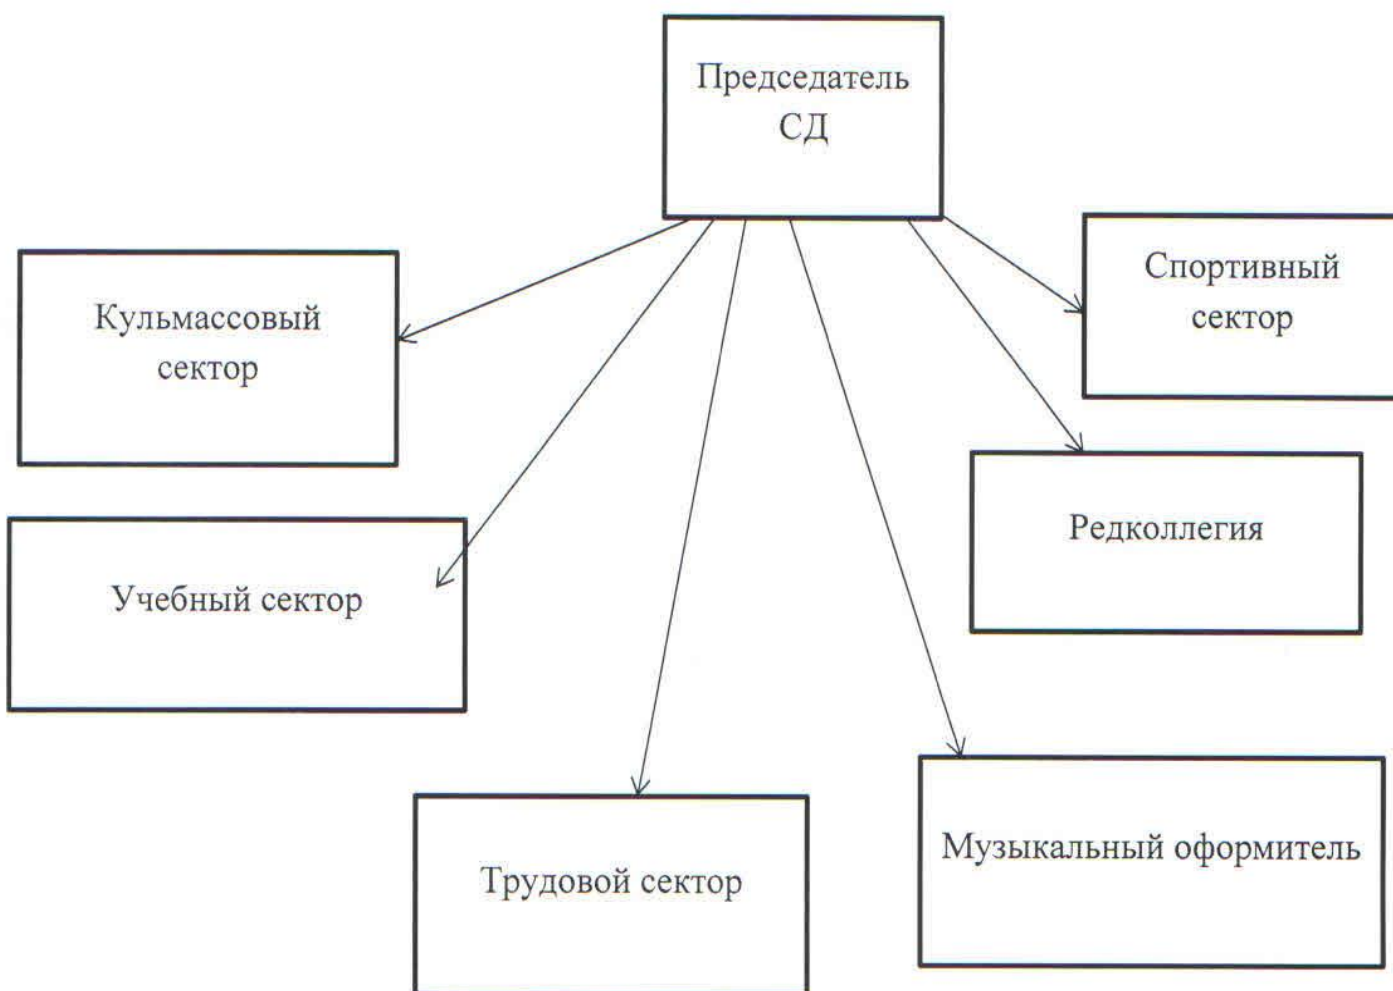 Председатель
СД
Спортивный
сектор
Кульмассовый
сектор
Редколлегия
Учебный сектор
Музыкальный оформитель
Трудовой сектор